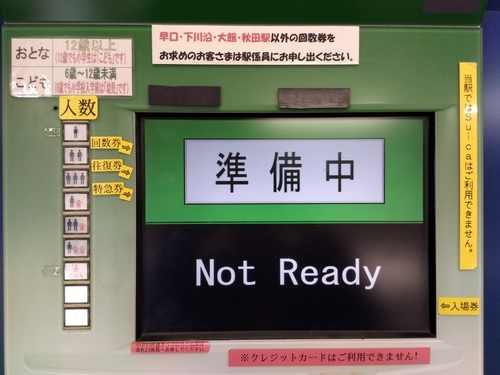 早口・下川沿・大館・秋田駅以外の回数券を
お求めのお客さまは駅係員にお申し出ください。
おとな
12歳以上
(12歳でも小学生は「こども」です)
こども
6歳～12歳未満
(6歳でも小学校入学前は「幼児」です)
人数
回数券
往復券
特急券
準備中
Not Ready
当駅ではSuicaはご利用できません。
入場券
※クレジットカードはご利用できません!